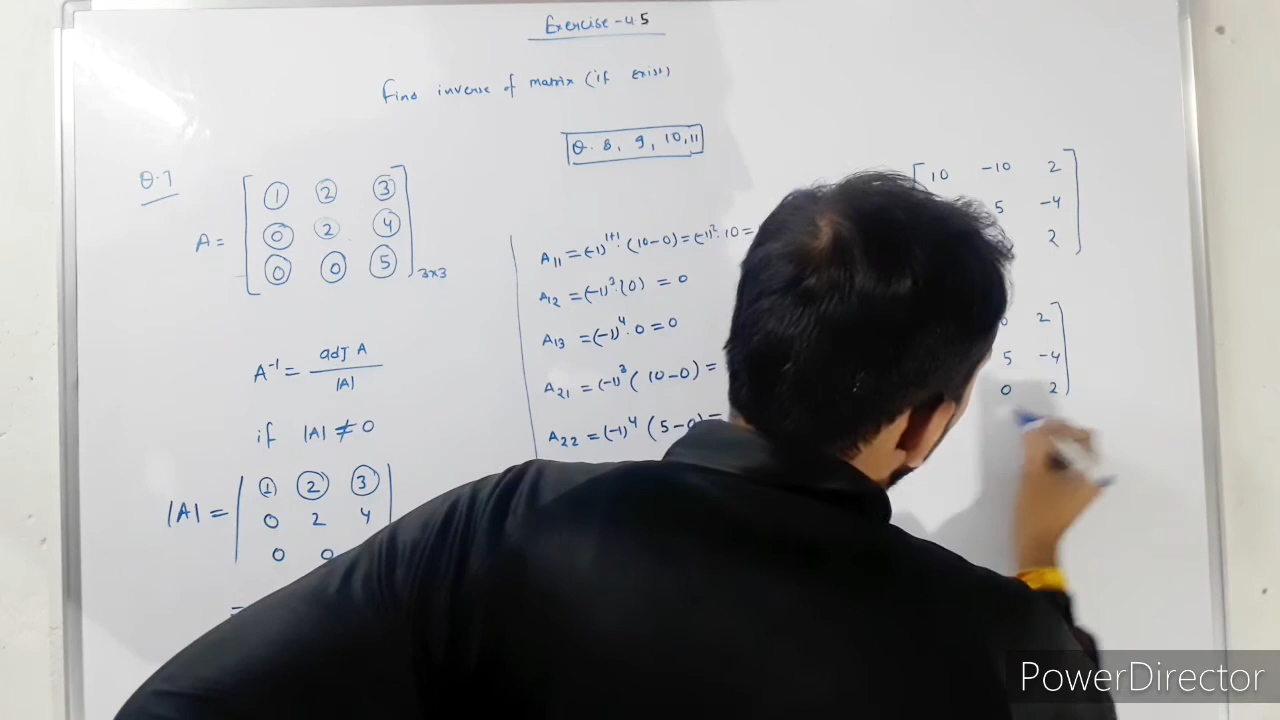 Exercise-4.5
Find inverse of matrix (if exist)
Q. 8, 9, 10, 11
Q.7
A = [ 1 2 3
0 2 4
0 0 5 ]3x3
A⁻¹ = adj A / |A|
if |A| ≠ 0
|A| = | 1 2 3 |
0 2 4
0 0
=
A₁₁ = (-1)¹⁺¹·(10-0) = (-1)²·10 =
A₁₂ = (-1)³·(0) = 0
A₁₃ = (-1)⁴·0 = 0
A₂₁ = (-1)³(10-0) =
A₂₂ = (-1)⁴(5-0) =
[ 10 -10 2
5 -4
2 ]
2
5 -4
0 2 ]
PowerDirector